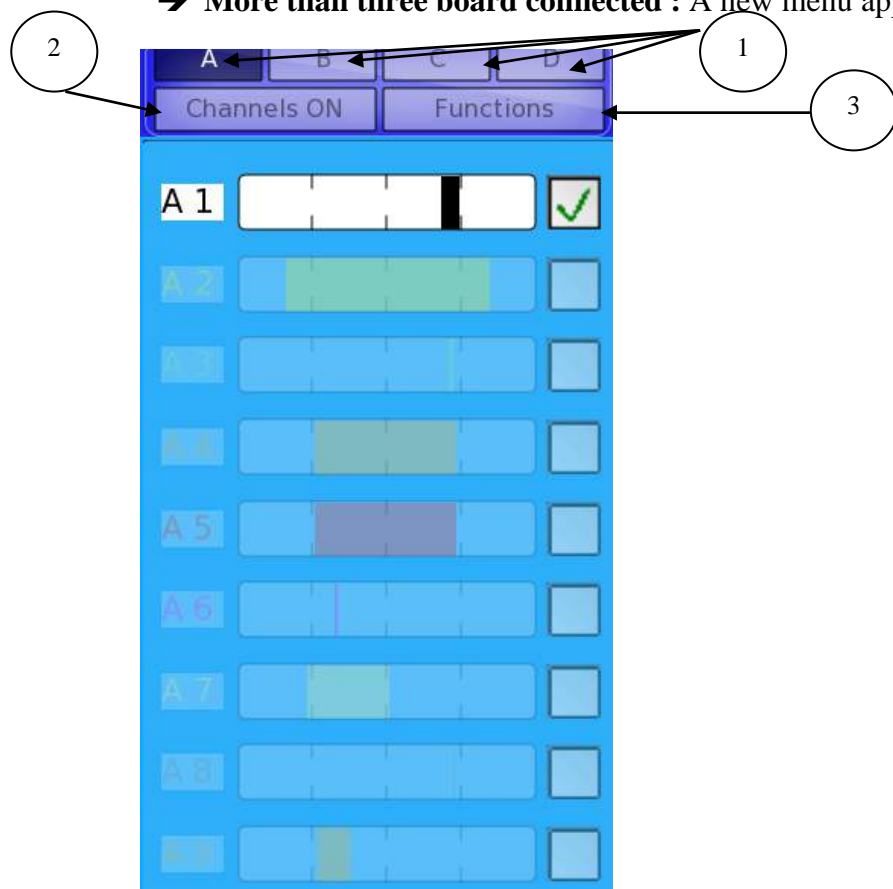 → More than three board connected : A new menu ap
2 1
A B C D
Channels ON Functions
3
A 1
A 2
A 3
A 4
A 5
A 6
A 7
A 8